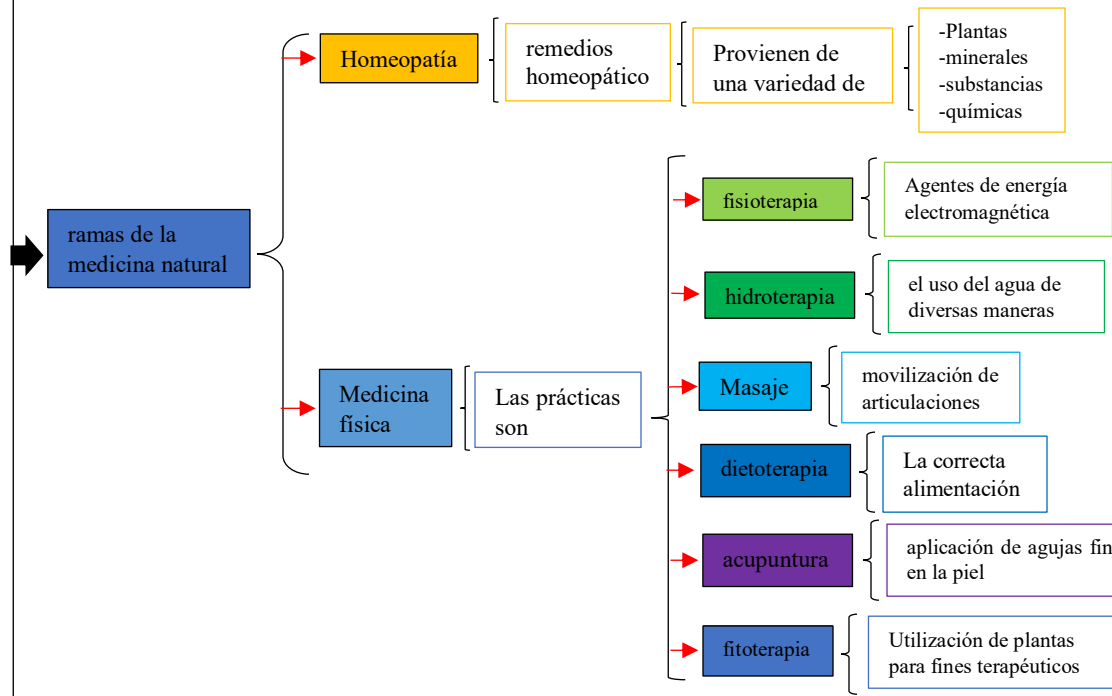 ramas de la
medicina natural
Homeopatía
remedios
homeopático
Provienen de
una variedad de
-Plantas
-minerales
-substancias
-químicas
Medicina
física
Las prácticas
son
fisioterapia
Agentes de energía
electromagnética
hidroterapia
el uso del agua de
diversas maneras
Masaje
movilización de
articulaciones
dietoterapia
La correcta
alimentación
acupuntura
aplicación de agujas fin
en la piel
fitoterapia
Utilización de plantas
para fines terapéuticos